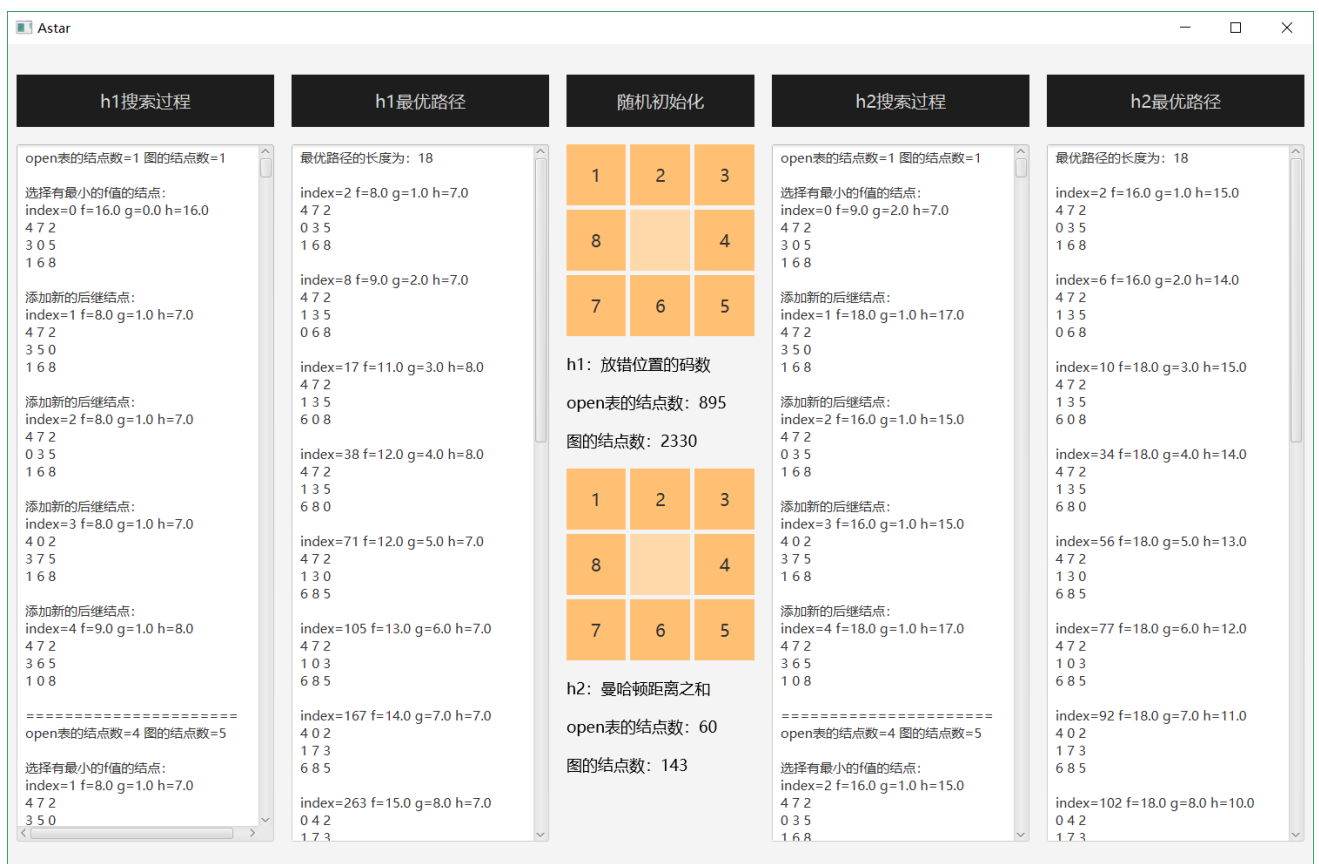 Astar
h1搜索过程
open表的结点数=1 图的结点数=1
选择有最小的f值的结点:
index=0 f=16.0 g=0.0 h=16.0
4 7 2
3 0 5
1 6 8
添加新的后继结点:
index=1 f=8.0 g=1.0 h=7.0
4 7 2
3 5 0
1 6 8
添加新的后继结点:
index=2 f=8.0 g=1.0 h=7.0
4 7 2
0 3 5
1 6 8
添加新的后继结点:
index=3 f=8.0 g=1.0 h=7.0
4 0 2
3 7 5
1 6 8
添加新的后继结点:
index=4 f=9.0 g=1.0 h=8.0
4 7 2
3 6 5
1 0 8
======================
open表的结点数=4 图的结点数=5
选择有最小的f值的结点:
index=1 f=8.0 g=1.0 h=7.0
4 7 2
3 5 0
h1最优路径
最优路径的长度为：18
index=2 f=8.0 g=1.0 h=7.0
4 7 2
0 3 5
1 6 8
index=8 f=9.0 g=2.0 h=7.0
4 7 2
1 3 5
0 6 8
index=17 f=11.0 g=3.0 h=8.0
4 7 2
1 3 5
6 0 8
index=38 f=12.0 g=4.0 h=8.0
4 7 2
1 3 5
6 8 0
index=71 f=12.0 g=5.0 h=7.0
4 7 2
1 3 0
6 8 5
index=105 f=13.0 g=6.0 h=7.0
4 7 2
1 0 3
6 8 5
index=167 f=14.0 g=7.0 h=7.0
4 0 2
1 7 3
6 8 5
index=263 f=15.0 g=8.0 h=7.0
0 4 2
1 7 3
随机初始化
1 2 3
8 4
7 6 5
h1：放错位置的码数
open表的结点数：895
图的结点数：2330
1 2 3
8 4
7 6 5
h2：曼哈顿距离之和
open表的结点数：60
图的结点数：143
h2搜索过程
open表的结点数=1 图的结点数=1
选择有最小的f值的结点:
index=0 f=9.0 g=2.0 h=7.0
4 7 2
3 0 5
1 6 8
添加新的后继结点:
index=1 f=18.0 g=1.0 h=17.0
4 7 2
3 5 0
1 6 8
添加新的后继结点:
index=2 f=16.0 g=1.0 h=15.0
4 7 2
0 3 5
1 6 8
添加新的后继结点:
index=3 f=16.0 g=1.0 h=15.0
4 0 2
3 7 5
1 6 8
添加新的后继结点:
index=4 f=18.0 g=1.0 h=17.0
4 7 2
3 6 5
1 0 8
======================
open表的结点数=4 图的结点数=5
选择有最小的f值的结点:
index=2 f=16.0 g=1.0 h=15.0
4 7 2
0 3 5
1 6 8
h2最优路径
最优路径的长度为：18
index=2 f=16.0 g=1.0 h=15.0
4 7 2
0 3 5
1 6 8
index=6 f=16.0 g=2.0 h=14.0
4 7 2
1 3 5
0 6 8
index=10 f=18.0 g=3.0 h=15.0
4 7 2
1 3 5
6 0 8
index=34 f=18.0 g=4.0 h=14.0
4 7 2
1 3 5
6 8 0
index=56 f=18.0 g=5.0 h=13.0
4 7 2
1 3 0
6 8 5
index=77 f=18.0 g=6.0 h=12.0
4 7 2
1 0 3
6 8 5
index=92 f=18.0 g=7.0 h=11.0
4 0 2
1 7 3
6 8 5
index=102 f=18.0 g=8.0 h=10.0
0 4 2
1 7 3